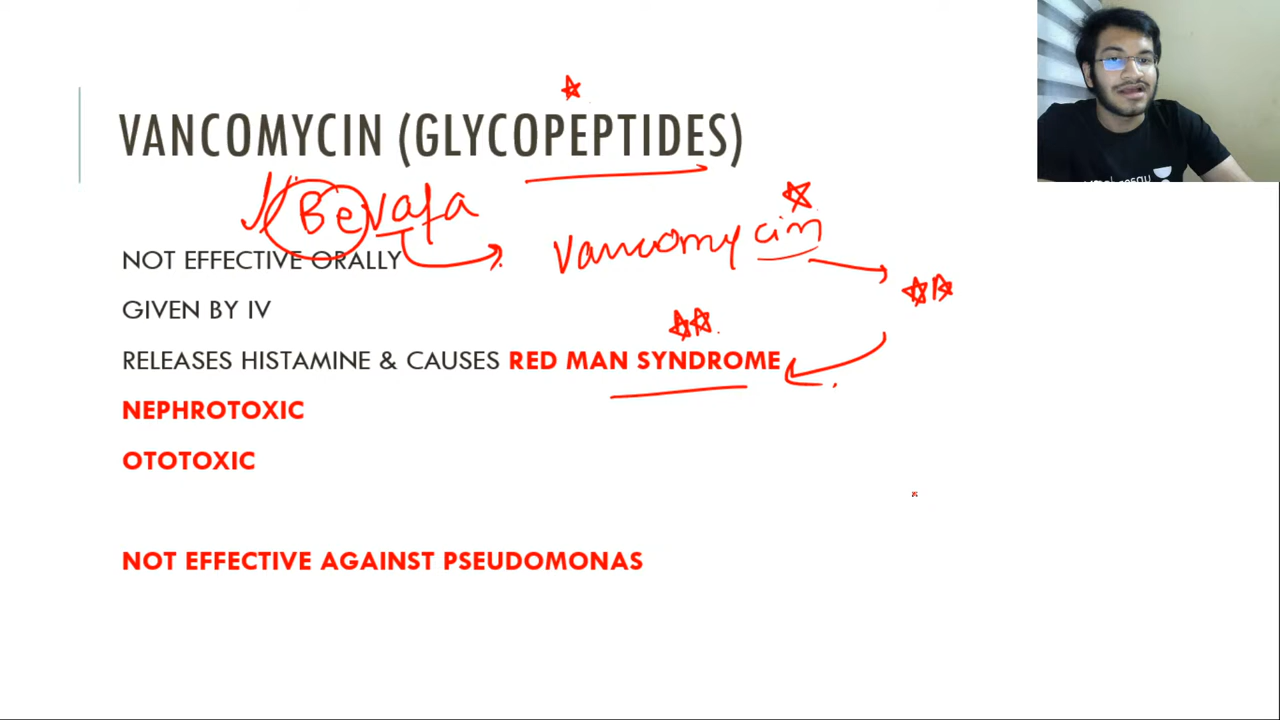 VANCOMYCIN (GLYCOPEPTIDES)
Bevafa
Vancomycin
NOT EFFECTIVE ORALLY
GIVEN BY IV
RELEASES HISTAMINE & CAUSES RED MAN SYNDROME
NEPHROTOXIC
OTOTOXIC
NOT EFFECTIVE AGAINST PSEUDOMONAS